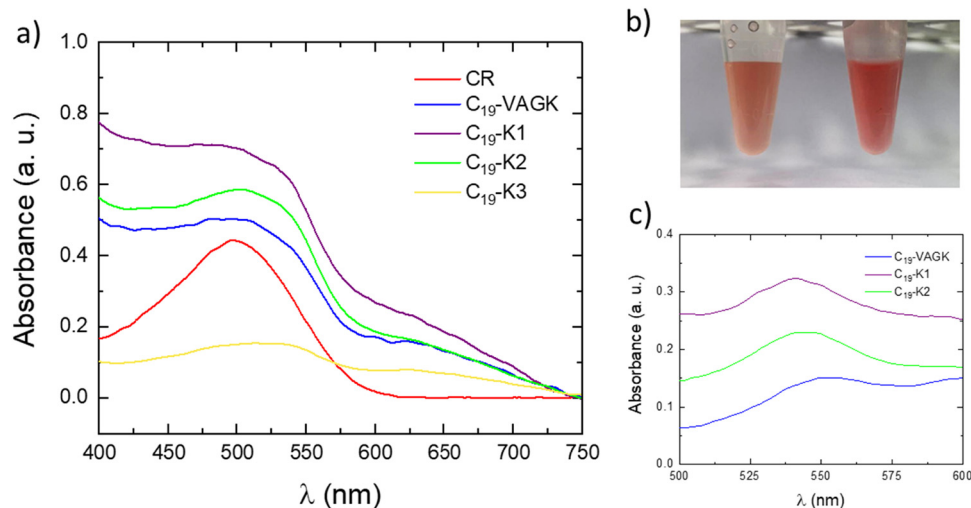 a)
1.0
0.8
0.6
0.4
0.2
0.0
Absorbance (a. u.)
CR
C₁₉-VAGK
C₁₉-K1
C₁₉-K2
C₁₉-K3
400 450 500 550 600 650 700 750
λ (nm)
b)
c)
0.4
0.3
0.2
0.1
0.0
Absorbance (a. u.)
C₁₉-VAGK
C₁₉-K1
C₁₉-K2
500 525 550 575 600
λ (nm)